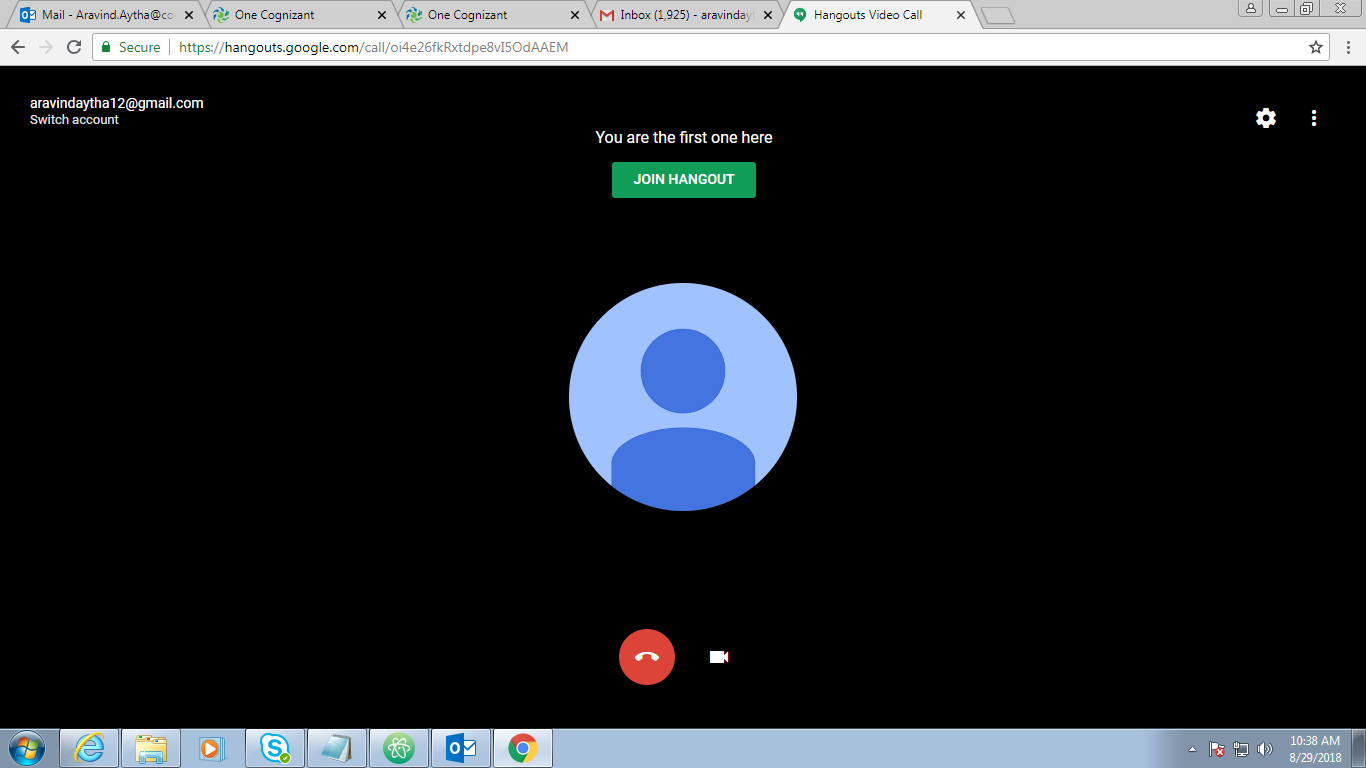 Mail - Aravind.Aytha@co
One Cognizant
One Cognizant
Inbox (1,925) - aravinday
Hangouts Video Call
Secure
https://hangouts.google.com/call/oi4e26fkRxtdpe8vI5OdAAEM
aravindaytha12@gmail.com
Switch account
You are the first one here
JOIN HANGOUT
10:38 AM
8/29/2018